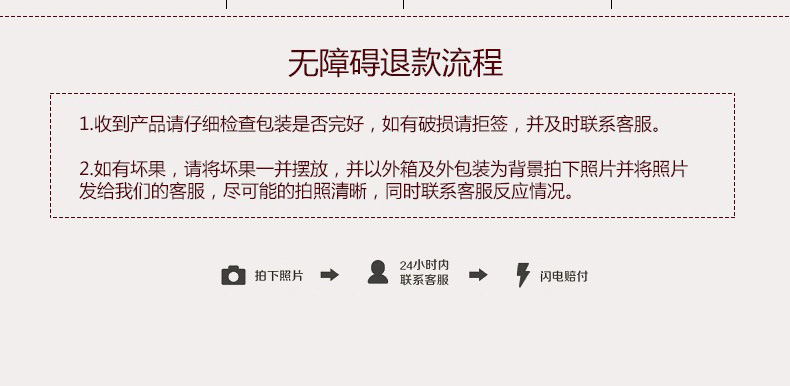 无障碍退款流程
1.收到产品请仔细检查包装是否完好，如有破损请拒签，并及时联系客服。
2.如有坏果，请将坏果一并摆放，并以外箱及外包装为背景拍下照片并将照片
发给我们的客服，尽可能的拍照清晰，同时联系客服反应情况。
拍下照片
24小时内
联系客服
闪电赔付